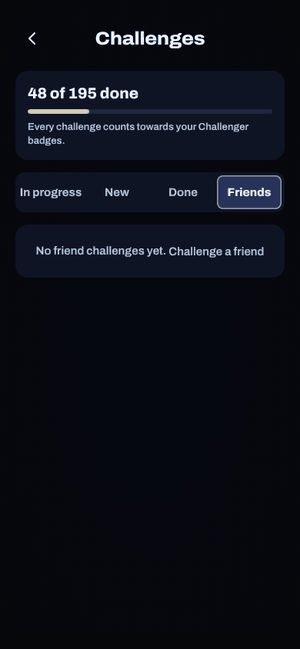 Challenges
48 of 195 done
Every challenge counts towards your Challenger
badges.
In progress New Done Friends
No friend challenges yet. Challenge a friend